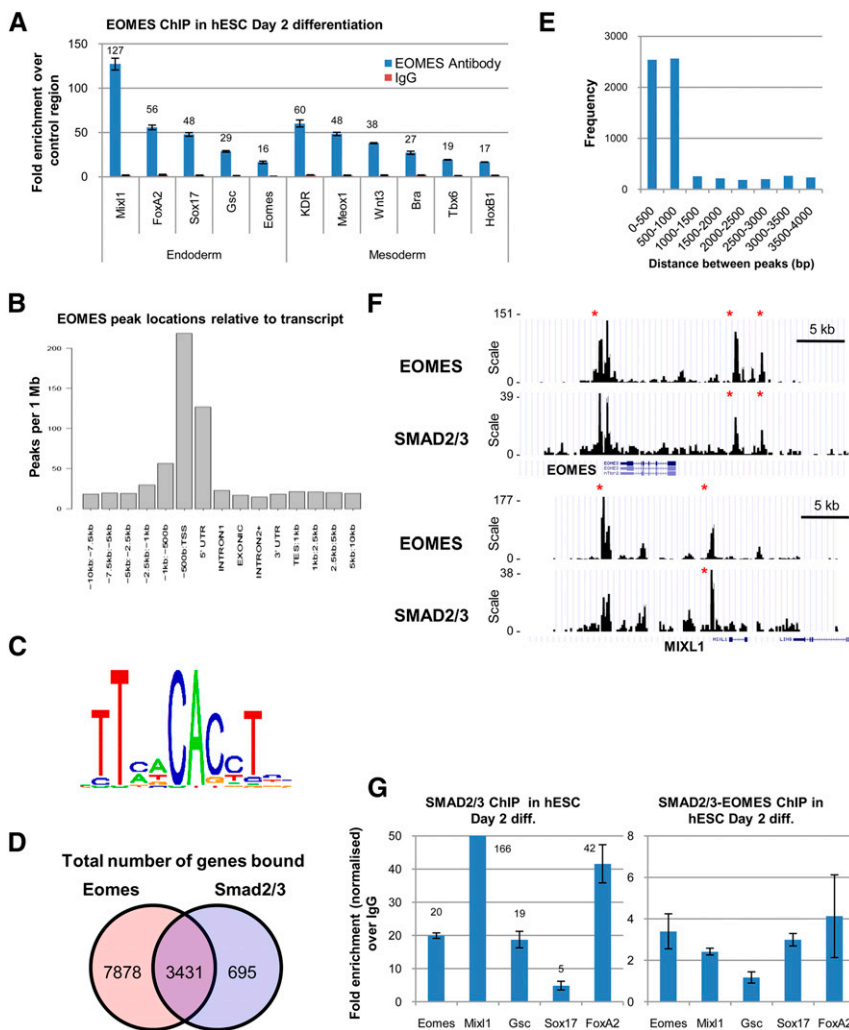 A
EOMES ChIP in hESC Day 2 differentiation
Fold enrichment over
control region
150
100
50
0
127
56
48
29
16
60
48
38
27
19
17
EOMES Antibody
IgG
Mixl1
FoxA2
Sox17
Gsc
Eomes
KDR
Meox1
Wnt3
Bra
Tbx6
HoxB1
Endoderm
Mesoderm
B
EOMES peak locations relative to transcript
Peaks per 1 Mb
200
150
100
50
0
−10kb:−7.5kb
−7.5kb:−5kb
−5kb:−2.5kb
−2.5kb:−1kb
−1kb:−500b
−500b:TSS
5' UTR
INTRON1
EXONIC
INTRON2+
3' UTR
TES:1kb
1kb:2.5kb
2.5kb:5kb
5kb:10kb
C
TTCACACCT
D
Total number of genes bound
Eomes
Smad2/3
7878
3431
695
E
Frequency
3000
2000
1000
0
0-500
500-1000
1000-1500
1500-2000
2000-2500
2500-3000
3000-3500
3500-4000
Distance between peaks (bp)
F
151 -
* * *
5 kb
Scale
EOMES
0 -
39 -
* *
Scale
SMAD2/3
0 -
EOMES
EOMES
EOMES
* *
177 -
5 kb
Scale
EOMES
0 -
38 -
*
Scale
SMAD2/3
0 -
MIXL1
MIXL1
G
SMAD2/3 ChIP in hESC
Day 2 diff.
Fold enrichment (normalised)
over IgG
50
40
30
20
10
0
20
166
19
5
42
Eomes Mixl1 Gsc Sox17 FoxA2
SMAD2/3-EOMES ChIP in
hESC Day 2 diff.
8
6
4
2
0
Eomes Mixl1 Gsc Sox17 FoxA2